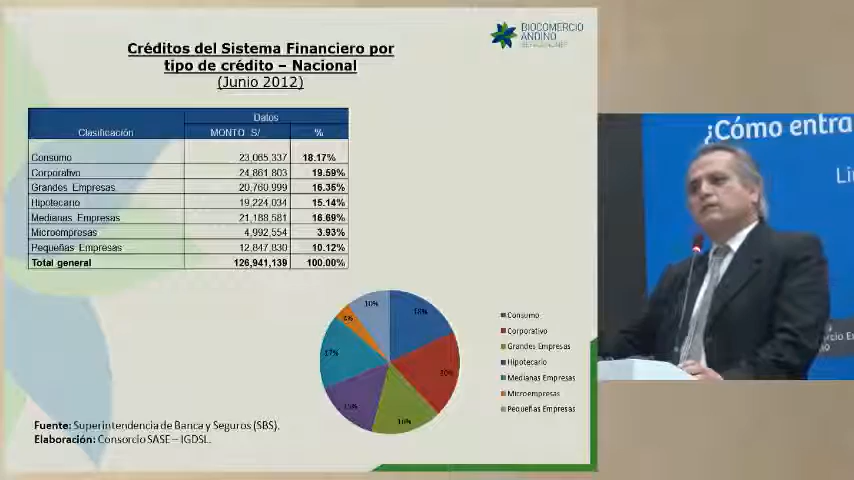 Créditos del Sistema Financiero por
tipo de crédito – Nacional
(Junio 2012)
BIOCOMERCIO
ANDINO
Clasificación
Datos
MONTO S/
%
Consumo 23,065,337 18.17%
Corporativo 24,861,803 19.59%
Grandes Empresas 20,760,999 16.35%
Hipotecario 19,224,034 15.14%
Medianas Empresas 21,188,581 16.69%
Microempresas 4,992,554 3.93%
Pequeñas Empresas 12,847,830 10.12%
Total general 126,941,139 100.00%
10%
4%
18%
17%
20%
15%
16%
Consumo
Corporativo
Grandes Empresas
Hipotecario
Medianas Empresas
Microempresas
Pequeñas Empresas
Fuente: Superintendencia de Banca y Seguros (SBS).
Elaboración: Consorcio SASE – IGDSL.
¿Cómo entra
Li